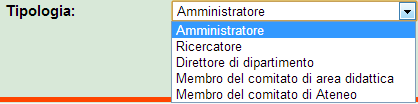 Tipologia: Amministratore
Amministratore
Ricercatore
Direttore di dipartimento
Membro del comitato di area didattica
Membro del comitato di Ateneo